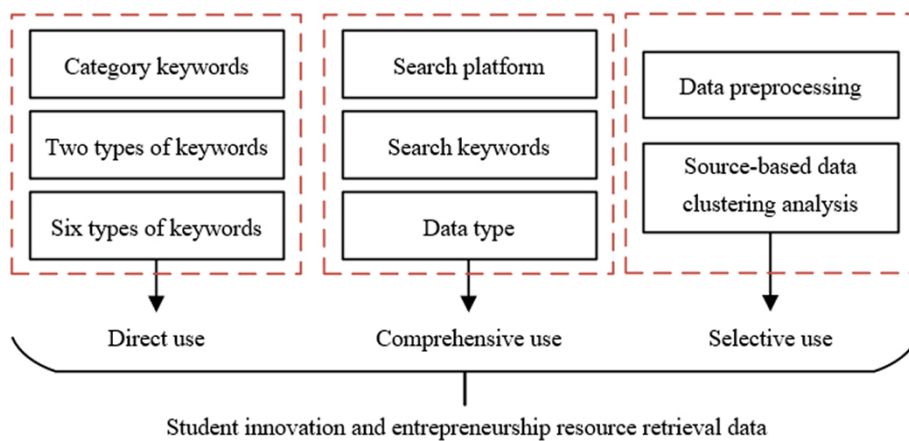 Category keywords
Two types of keywords
Six types of keywords
Search platform
Search keywords
Data type
Data preprocessing
Source-based data
clustering analysis
Direct use
Comprehensive use
Selective use
Student innovation and entrepreneurship resource retrieval data